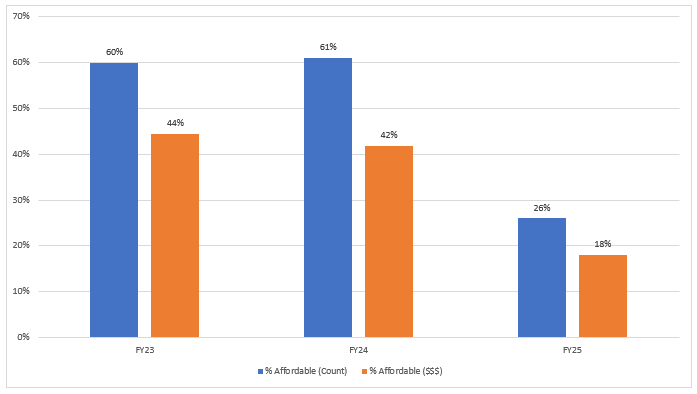 70%
60%
50%
40%
30%
20%
10%
0%
60%
44%
61%
42%
26%
18%
FY23
FY24
FY25
% Affordable (Count)
% Affordable ($$$)